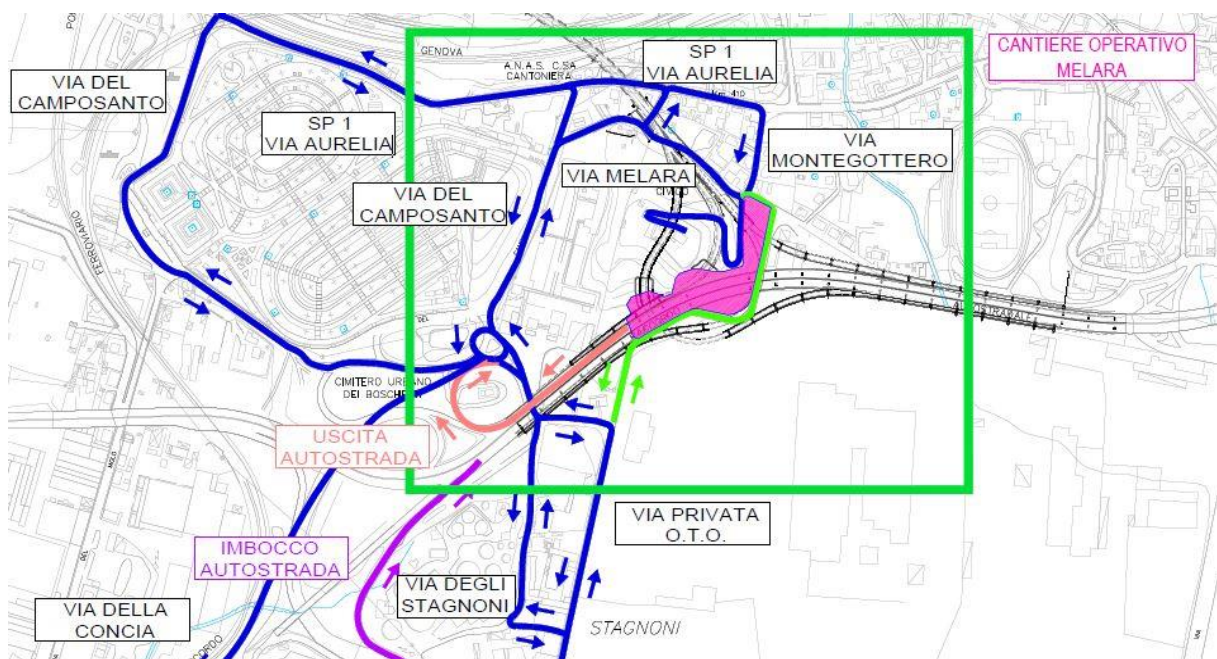 GENOVA
A.N.A.S. C.SA
CANTONIERA
SP 1
VIA AURELIA
CANTIERE OPERATIVO
MELARA
VIA DEL
CAMPOSANTO
SP 1
VIA AURELIA
VIA
MONTEGOTTERO
VIA MELARA
VIA DEL
CAMPOSANTO
FERROVIARIO
DEL
CIMITERO URBANO
USCITA
AUTOSTRADA
VIA PRIVATA
O.T.O.
IMBOCCO
AUTOSTRADA
VIA DEGLI
STAGNONI
VIA DELLA
CONCIA
STAGNONI